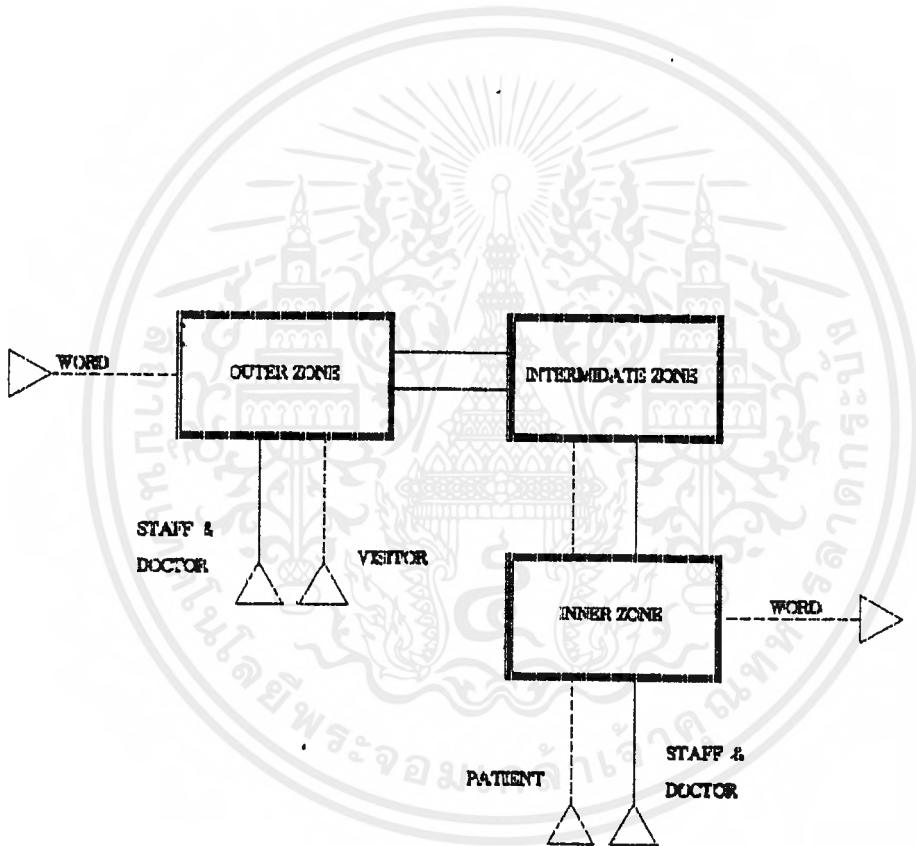 WORD
OUTER ZONE
INTERMIDATE ZONE
STAFF &
DOCTOR
VISITOR
INNER ZONE
WORD
PATIENT
STAFF &
DOCTOR